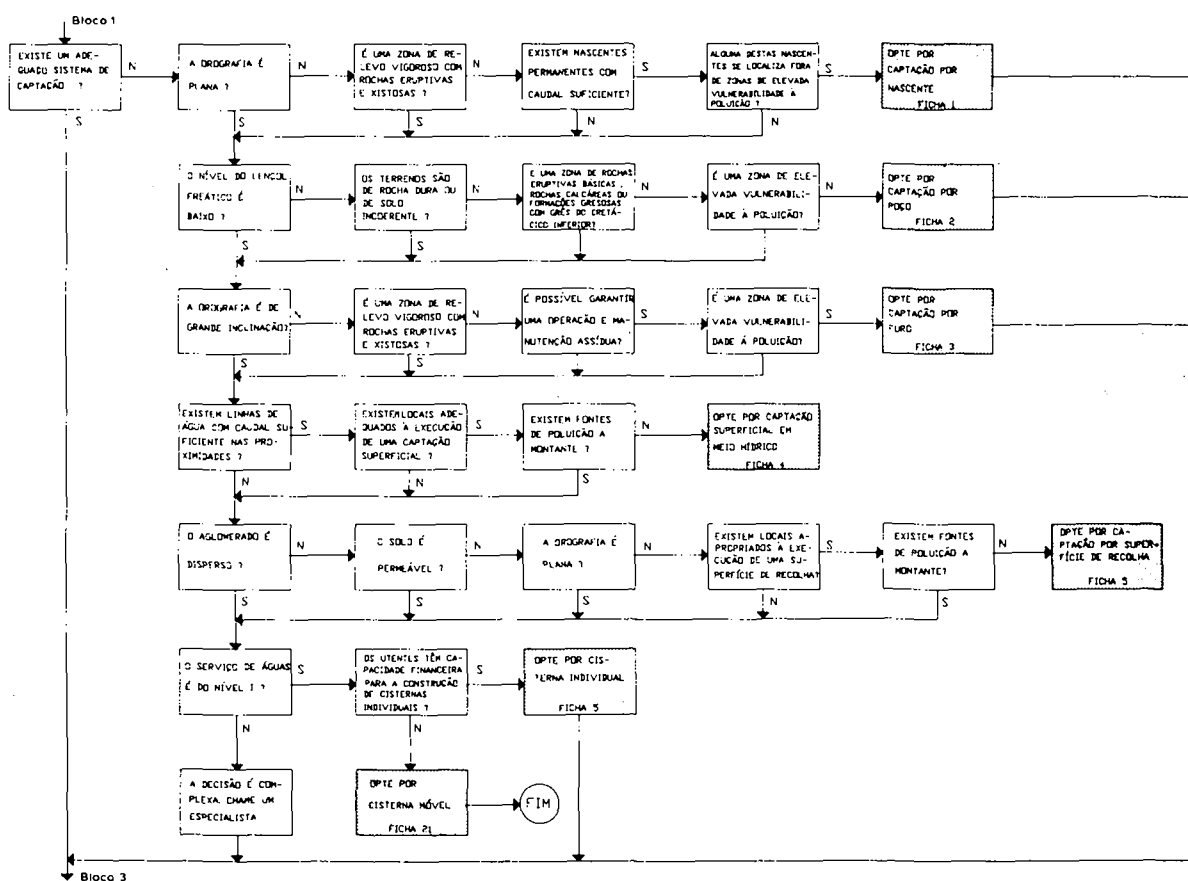 Bloco 1
EXISTE UM ADE-
QUADO SISTEMA DE
CAPTAÇÃO ?
N
S
A OROGRAFIA É
PLANA ?
N
S
É UMA ZONA DE RE-
LEVO VIGOROSO COM
ROCHAS ERUPTIVAS
E XISTOSAS ?
N
S
EXISTEM NASCENTES
PERMANENTES COM
CAUDAL SUFICIENTE?
S
N
ALGUMA DESTAS NASCEN-
TES SE LOCALIZA FORA
DE ZONAS DE ELEVADA
VULNERABILIDADE À
POLUIÇÃO ?
S
N
OPTE POR
CAPTAÇÃO POR
NASCENTE
FICHA 1
O NÍVEL DO LENÇOL
FREÁTICO É
BAIXO ?
N
S
OS TERRENOS SÃO
DE ROCHA DURA OU
DE SOLO
INCOERENTE ?
N
S
É UMA ZONA DE ROCHAS
ERUPTIVAS BÁSICAS,
ROCHAS CALCÁREAS OU
FORMAÇÕES GRESOSAS
COM GRÉS DO CRETÁ-
CICO INFERIOR?
N
S
É UMA ZONA DE ELE-
VADA VULNERABILI-
DADE À POLUIÇÃO?
N
S
OPTE POR
CAPTAÇÃO POR
POÇO
FICHA 2
A OROGRAFIA É DE
GRANDE INCLINAÇÃO?
N
S
É UMA ZONA DE RE-
LEVO VIGOROSO COM
ROCHAS ERUPTIVAS
E XISTOSAS ?
N
S
É POSSÍVEL GARANTIR
UMA OPERAÇÃO E MA-
NUTENÇÃO ASSÍDUA?
S
N
É UMA ZONA DE ELE-
VADA VULNERABILI-
DADE À POLUIÇÃO?
S
N
OPTE POR
CAPTAÇÃO POR
FURO
FICHA 3
EXISTEM LINHAS DE
ÁGUA COM CAUDAL SU
FICIENTE NAS PRO-
XIMIDADES ?
S
N
EXISTEM LOCAIS ADE-
QUADOS À EXECUÇÃO
DE UMA CAPTAÇÃO
SUPERFICIAL ?
S
N
EXISTEM FONTES
DE POLUIÇÃO A
MONTANTE ?
N
S
OPTE POR CAPTAÇÃO
SUPERFICIAL EM
MEIO HÍDRICO
FICHA 4
O AGLOMERADO É
DISPERSO ?
N
S
O SOLO É
PERMEÁVEL ?
N
S
A OROGRAFIA É
PLANA ?
N
S
EXISTEM LOCAIS A-
PROPRIADOS À EXE-
CUÇÃO DE UMA SU-
PERFÍCIE DE RECOLHA?
S
N
EXISTEM FONTES
DE POLUIÇÃO A
MONTANTE?
N
S
OPTE POR CA-
PTAÇÃO POR SUPER-
FÍCIE DE RECOLHA
FICHA 5
O SERVIÇO DE ÁGUAS
É DO NÍVEL I ?
S
N
OS UTENTES TÊM CA-
PACIDADE FINANCEIRA
PARA A CONSTRUÇÃO
DE CISTERNAS
INDIVIDUAIS ?
S
N
OPTE POR CIS-
TERNA INDIVIDUAL
FICHA 5
A DECISÃO É COM-
PLEXA. CHAME UM
ESPECIALISTA
OPTE POR
CISTERNA MÓVEL
FICHA 21
FIM
Bloco 3